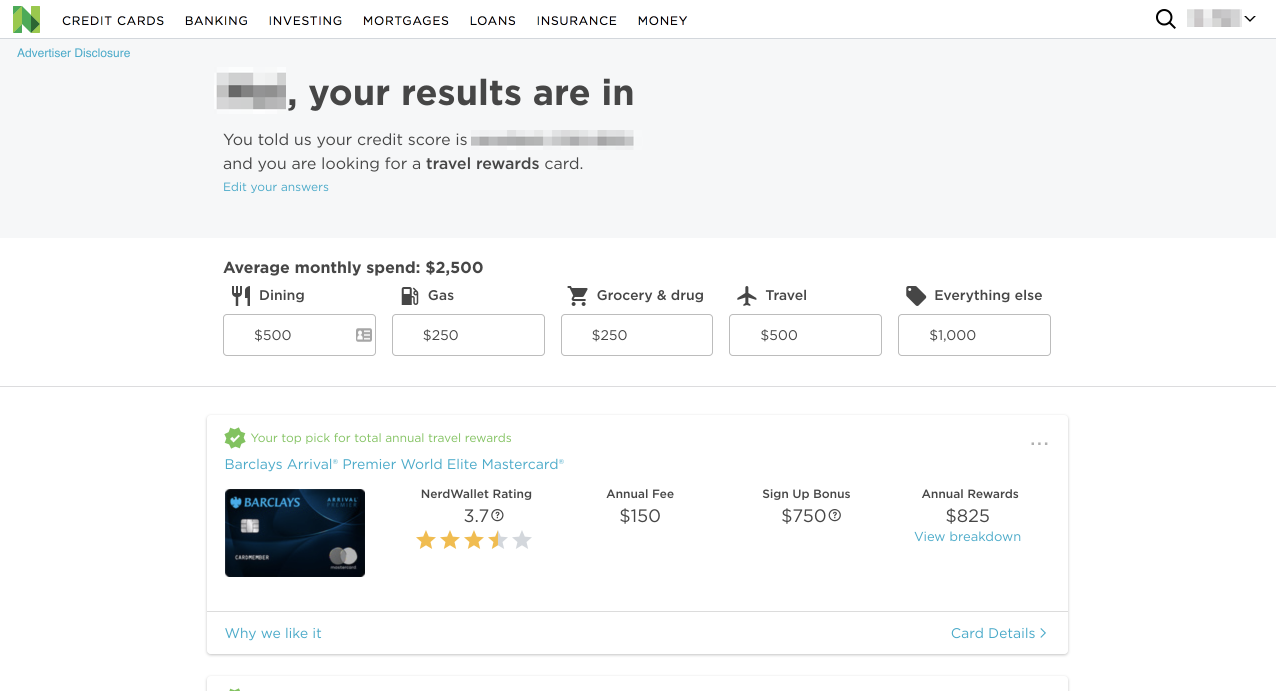 CREDIT CARDS BANKING INVESTING MORTGAGES LOANS INSURANCE MONEY
Advertiser Disclosure
, your results are in
You told us your credit score is
and you are looking for a travel rewards card.
Edit your answers
Average monthly spend: $2,500
Dining Gas Grocery & drug Travel Everything else
$500 $250 $250 $500 $1,000
Your top pick for total annual travel rewards
...
Barclays Arrival® Premier World Elite Mastercard®
NerdWallet Rating Annual Fee Sign Up Bonus Annual Rewards
BARCLAYS ARRIVAL
PREMIER
3.7 $150 $750 $825
View breakdown
CARDMEMBER
mastercard
Why we like it Card Details >